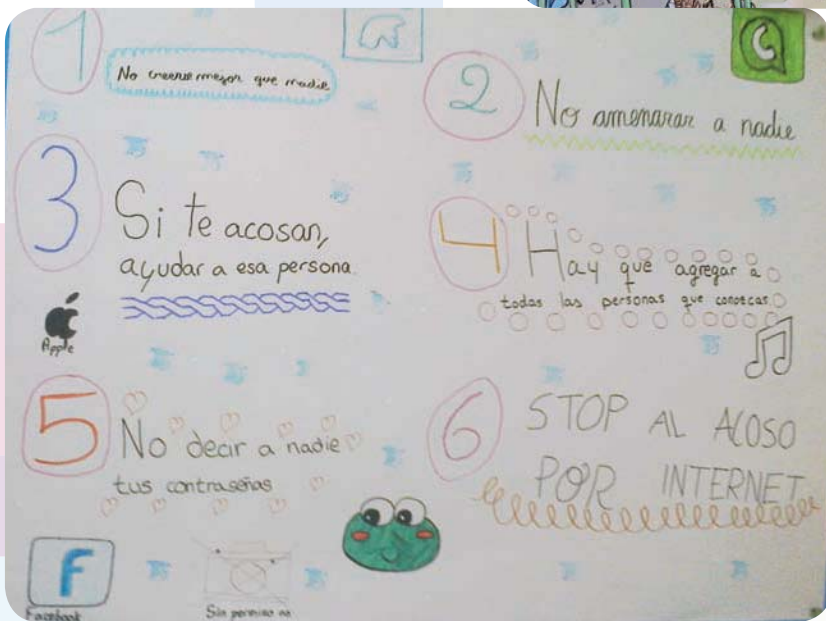 1
No creerse mejor que nadie
2
No amenazar a nadie
3
Si te acosan,
ayudar a esa persona.
4
Hay que agregar a
todas las personas que conozcas
Apple
5
No decir a nadie
tus contraseñas
6
STOP AL ACOSO
POR INTERNET
F
Facebook
Sin permiso no